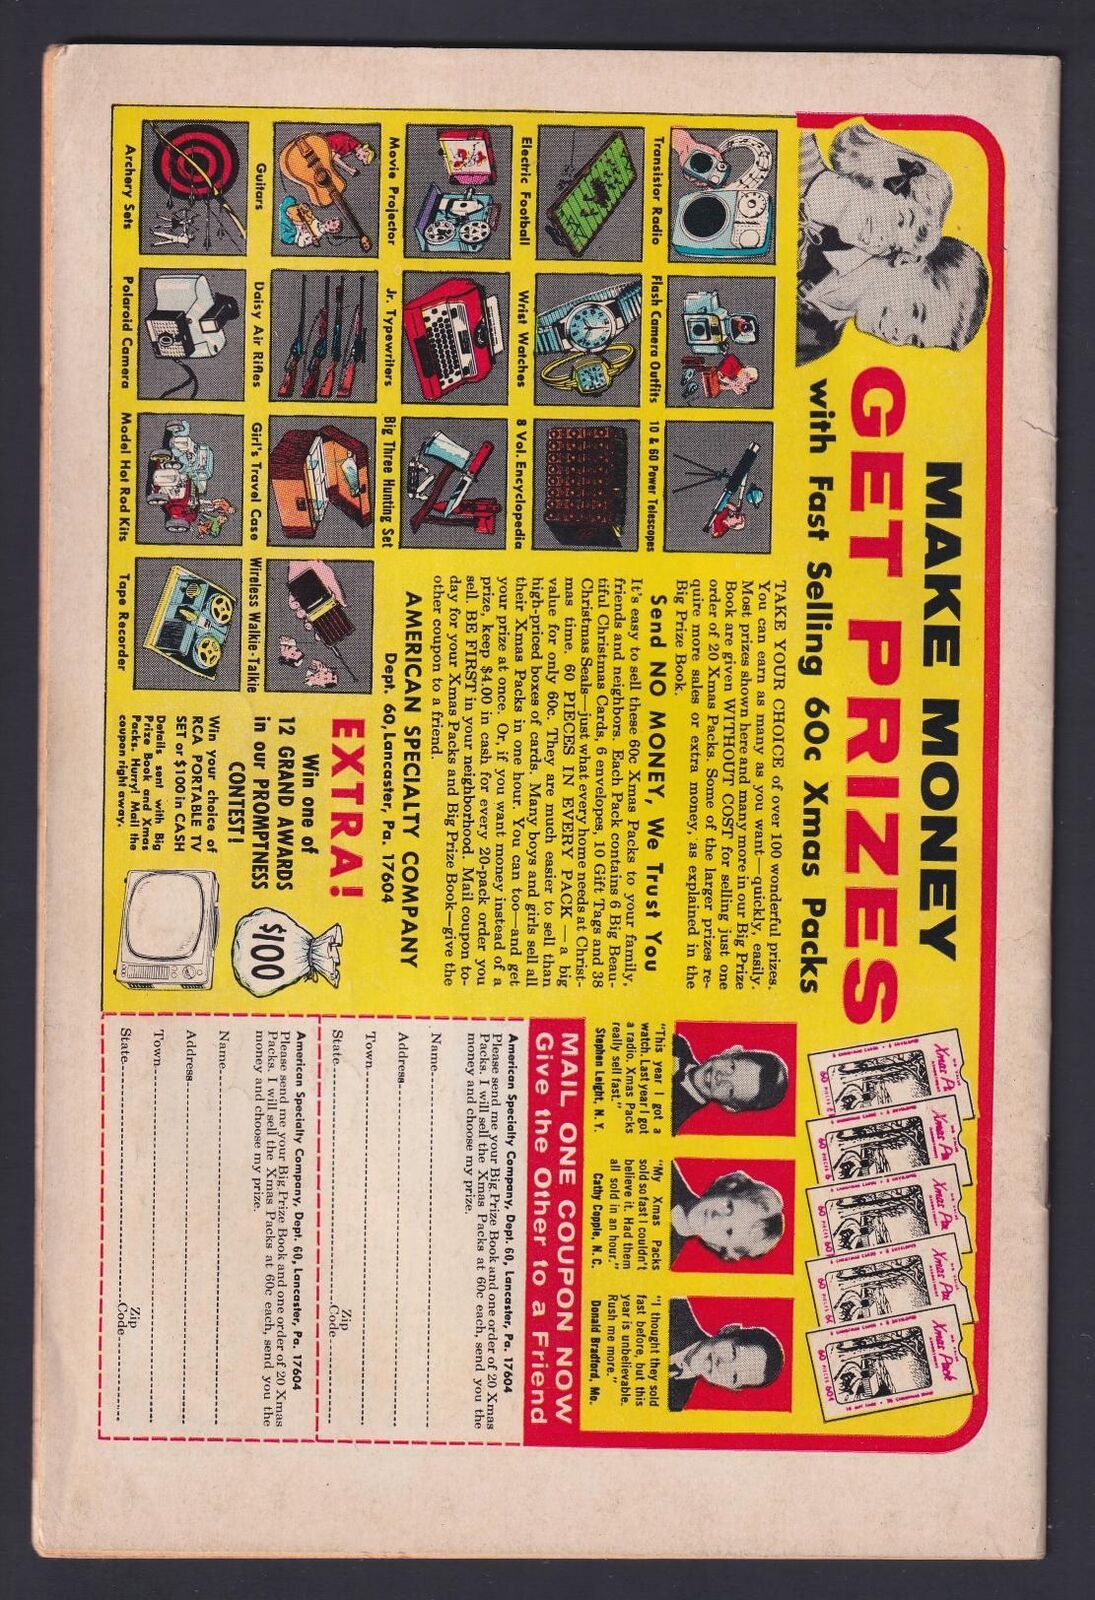 MAKE MONEY
GET PRIZES
with Fast Selling 60c Xmas Packs
Transistor Radio
Flash Camera Outfits
10 & 60 Power Telescopes
Electric Football
Wrist Watches
8 Vol. Encyclopedia
Movie Projector
Jr. Typewriters
Big Three Hunting Set
Guitars
Daisy Air Rifles
Girl's Travel Case
Wireless Walkie-Talkie
Archery Sets
Polaroid Camera
Model Hot Rod Kits
Tape Recorder
TAKE YOUR CHOICE of over 100 wonderful prizes.
You can earn as many as you want—quickly, easily.
Most prizes shown here and many more in our Big Prize
Book are given WITHOUT COST for selling just one
order of 20 Xmas Packs. Some of the larger prizes re-
quire more sales or extra money, as explained in the
Big Prize Book.
Send NO MONEY, We Trust You
It's easy to sell these 60c Xmas Packs to your family,
friends and neighbors. Each Pack contains 6 Big Beau-
tiful Christmas Cards, 6 envelopes, 10 Gift Tags and 38
Christmas Seals—just what every home needs at Christ-
mas time. 60 PIECES IN EVERY PACK — a big
value for only 60c. They are much easier to sell than
high-priced boxes of cards. Many boys and girls sell all
their Xmas Packs in one hour. You can too—and get
your prize at once. Or, if you want money instead of a
prize, keep $4.00 in cash for every 20-pack order you
sell. BE FIRST in your neighborhood. Mail coupon to-
day for your Xmas Packs and Big Prize Book—give the
other coupon to a friend.
AMERICAN SPECIALTY COMPANY
Dept. 60, Lancaster, Pa. 17604
EXTRA!
Win one of
12 GRAND AWARDS
in our PROMPTNESS
CONTEST!
Win your choice of
RCA PORTABLE TV
SET or $100 in CASH
Details sent with Big
Prize Book and Xmas
Packs. Hurry! Mail the
coupon right away.
$100
Xmas Pa
Xmas Pa
Xmas Pac
Xmas Pac
Xmas Pack
60 PIECES 60¢
"This year I got a
watch. Last year I got
a radio. Xmas Packs
really sell fast."
Stephen Leight, N. Y.
"My Xmas Packs
sold so fast I couldn't
believe it. Had them
all sold in an hour."
Cathy Copple, N.C.
"I thought they sold
fast before, but this
year is unbelievable.
Rush me more."
Donald Bradford, Mo.
MAIL ONE COUPON NOW
Give the Other to a Friend
American Specialty Company, Dept. 60, Lancaster, Pa. 17604
Please send me your Big Prize Book and one order of 20 Xmas
Packs. I will sell the Xmas Packs at 60c each, send you the
money and choose my prize.
Name
Address
Town
Zip
State Code
American Specialty Company, Dept. 60, Lancaster, Pa. 17604
Please send me your Big Prize Book and one order of 20 Xmas
Packs. I will sell the Xmas Packs at 60c each, send you the
money and choose my prize.
Name
Address
Town
Zip
State Code